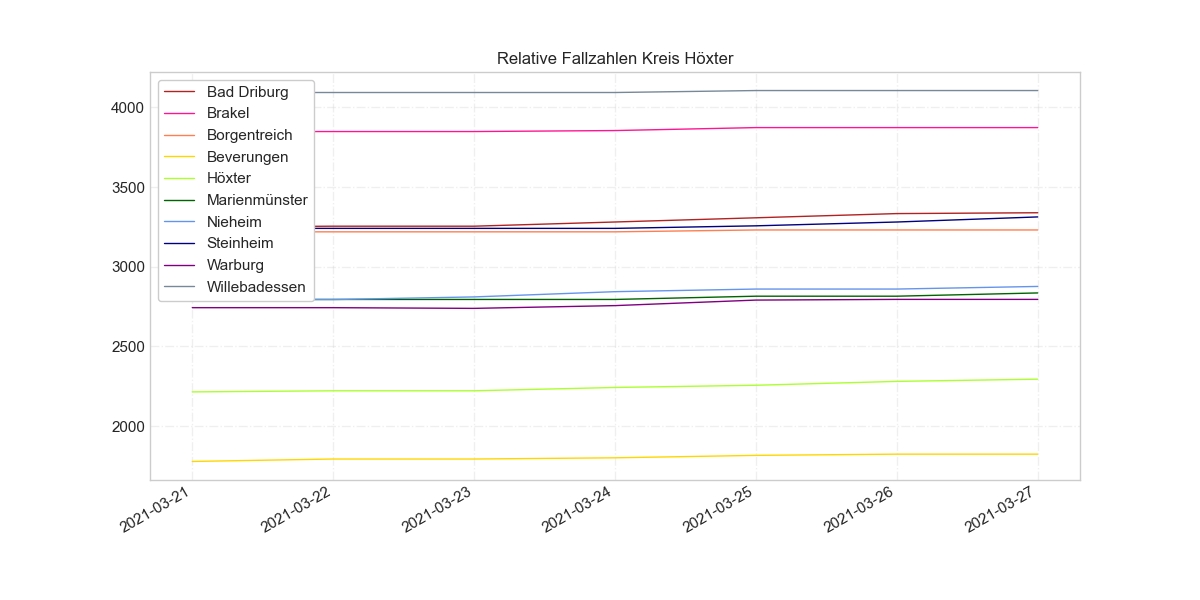 Relative Fallzahlen Kreis Höxter
Bad Driburg
Brakel
Borgentreich
Beverungen
Höxter
Marienmünster
Nieheim
Steinheim
Warburg
Willebadessen
4000
3500
3000
2500
2000
2021-03-21
2021-03-22
2021-03-23
2021-03-24
2021-03-25
2021-03-26
2021-03-27